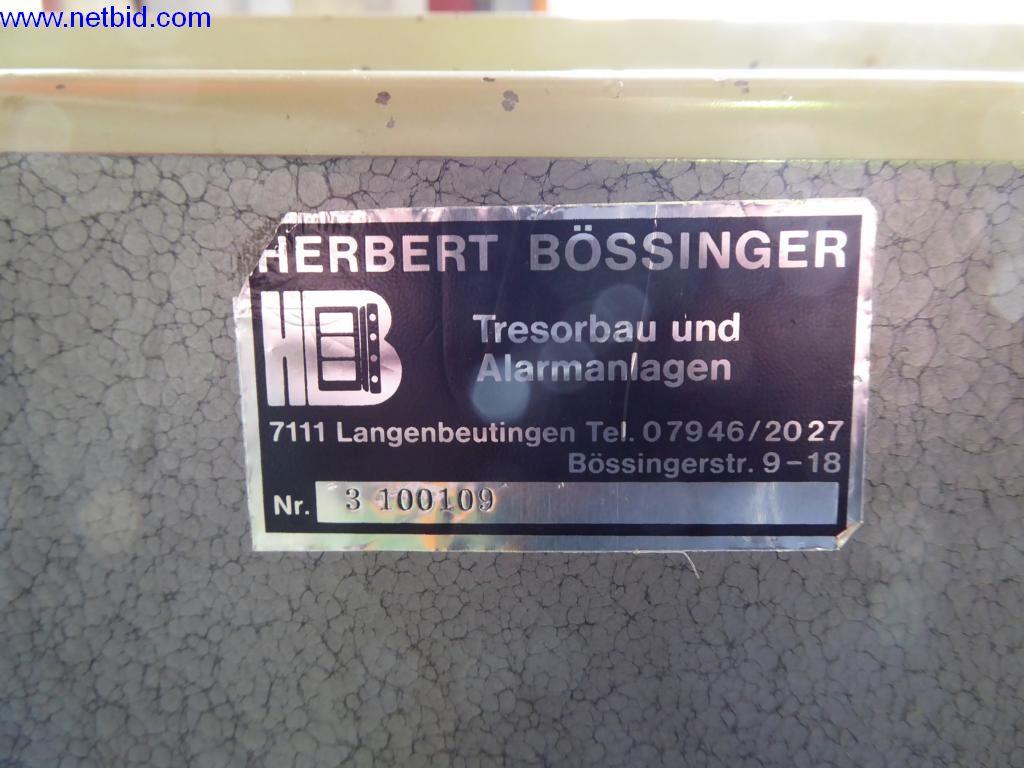 www.netbid.com
HERBERT BÖSSINGER
HB
Tresorbau und
Alarmanlagen
7111 Langenbeutingen Tel. 07946/2027
Bössingerstr. 9-18
Nr. 3 100109